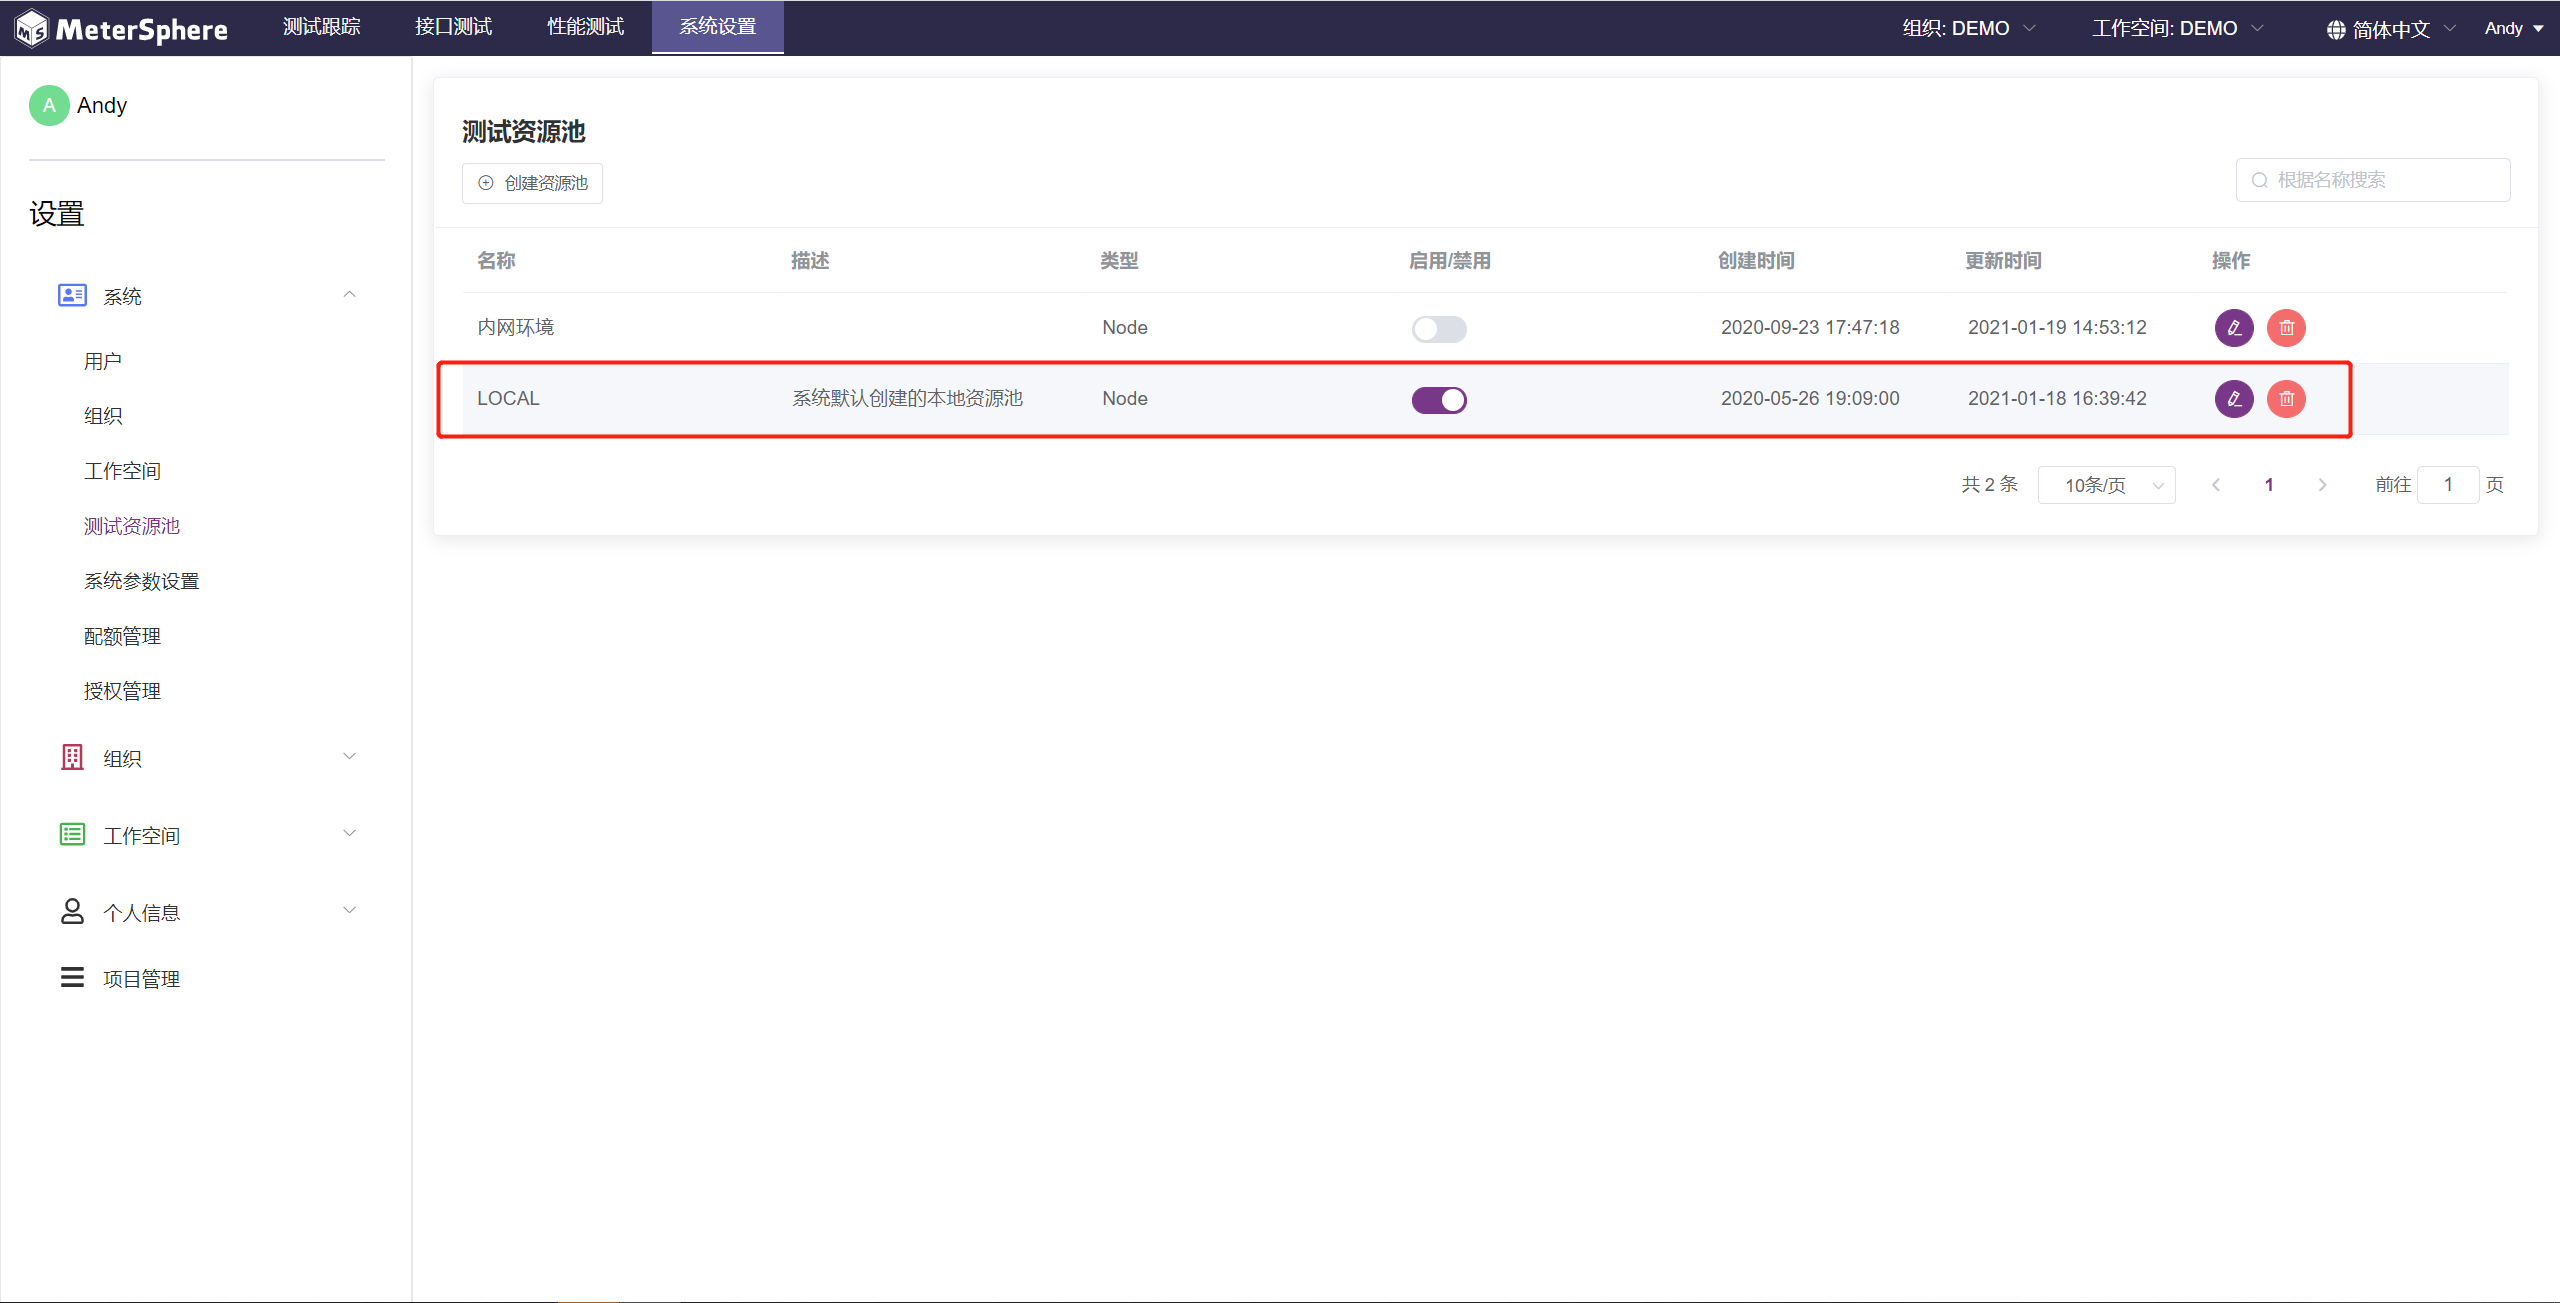 MeterSphere 测试跟踪 接口测试 性能测试 系统设置 组织: DEMO 工作空间: DEMO 简体中文 Andy
A Andy
设置
系统
用户
组织
工作空间
测试资源池
系统参数设置
配额管理
授权管理
组织
工作空间
个人信息
项目管理
测试资源池
创建资源池 根据名称搜索
名称 描述 类型 启用/禁用 创建时间 更新时间 操作
内网环境 Node 2020-09-23 17:47:18 2021-01-19 14:53:12
LOCAL 系统默认创建的本地资源池 Node 2020-05-26 19:09:00 2021-01-18 16:39:42
共 2 条 10条/页 1 前往 1 页